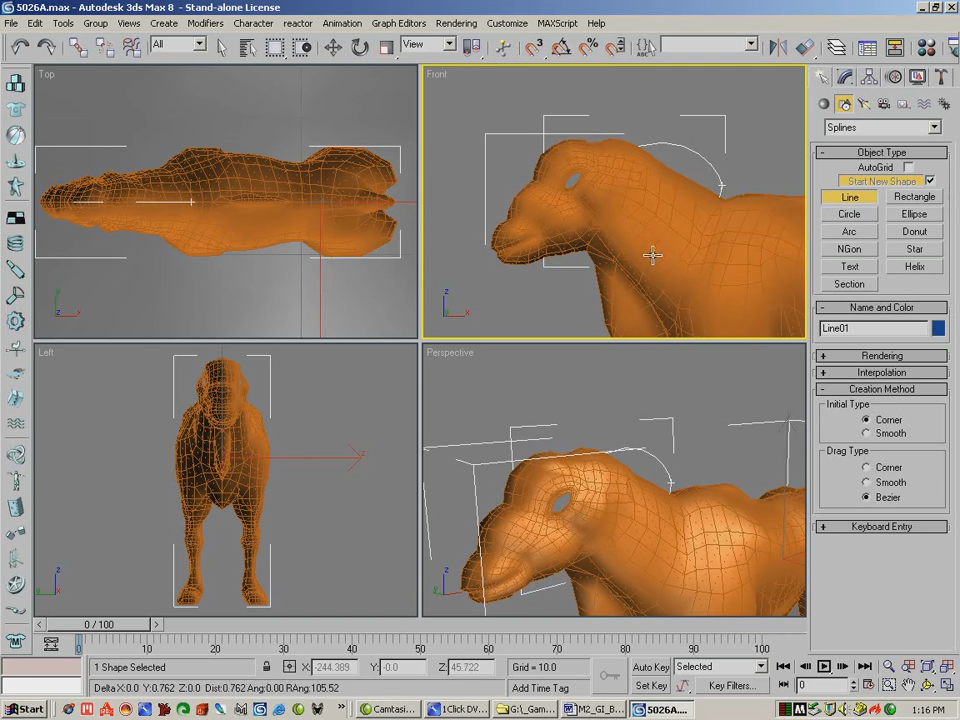 5026A.max - Autodesk 3ds Max 8 - Stand-alone License
File Edit Tools Group Views Create Modifiers Character reactor Animation Graph Editors Rendering Customize MAXScript Help
All
View
Top
Front
Left
Perspective
Splines
- Object Type
AutoGrid
Start New Shape
Line Rectangle
Circle Ellipse
Arc Donut
NGon Star
Text Helix
Section
- Name and Color
Line01
+ Rendering
+ Interpolation
- Creation Method
Initial Type
Corner
Smooth
Drag Type
Corner
Smooth
Bezier
+ Keyboard Entry
< 0 / 100 >
0 10 20 30 40 50 60 70 80 90 100
1 Shape Selected X: -244.389 Y: -0.0 Z: 45.722 Grid = 10.0 Auto Key Selected
Delta X:0.0 Y:0.762 Z:0.0 Dist:0.762 Ang:0.00 RAng:105.52 Add Time Tag Set Key Key Filters... 0
Start Camtasi... 1Click DV... G:\_Gam... M2_GI_B... 5026A.... 1:16 PM